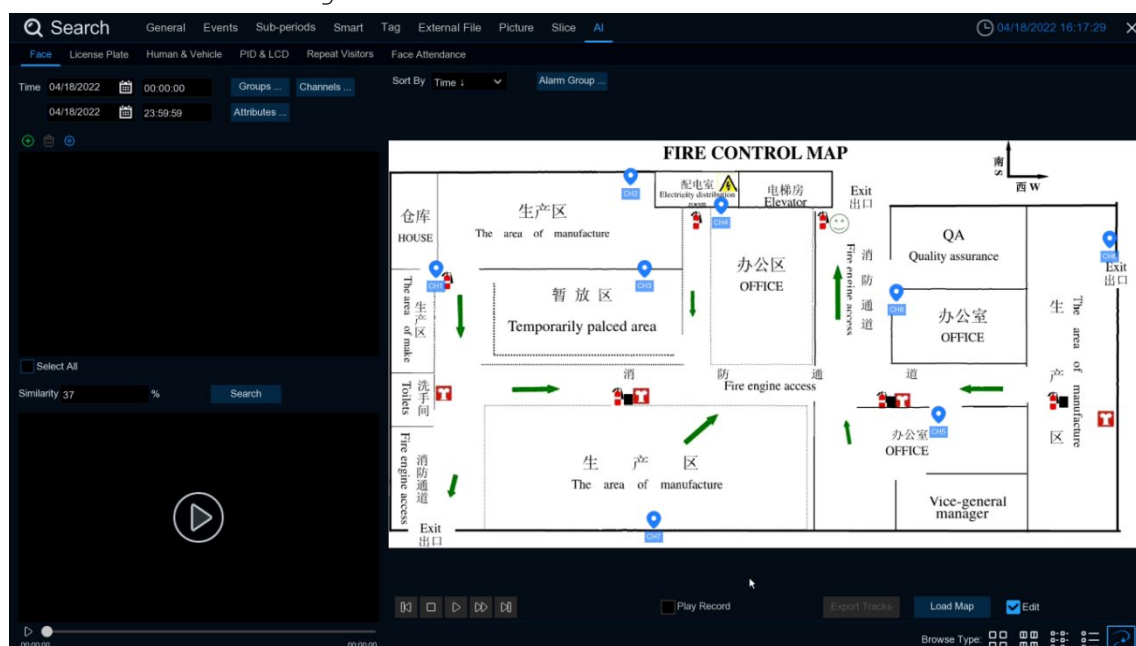 Search General Events Sub-periods Smart Tag External File Picture Slice AI 04/18/2022 16:17:29
Face License Plate Human & Vehicle PID & LCD Repeat Visitors Face Attendance
Time 04/18/2022 00:00:00 Groups ... Channels ... Sort By Time ↓ Alarm Group ...
04/18/2022 23:59:59 Attributes ...
FIRE CONTROL MAP
南 S
西 W
仓库
HOUSE
生产区
The area of manufacture
CH2
配电室
Electricity distribution
room
CH4
电梯房
Elevator
Exit
出口
QA
Quality assurance
Exit
出口
CH1
CH3
The area of make
生产区
暂放区
Temporarily palced area
办公区
OFFICE
Fire engine access
消防通道
办公室
OFFICE
生产区
The area of manufacture
消防通道
Fire engine access
洗手间
Toilets
Fire engine access
消防通道
生产区
The area of manufacture
办公室
OFFICE
CH5
Vice-general
manager
Exit
出口
CH7
Select All
Similarity 37 % Search
Play Record Export Tracks Load Map Edit
00:00:00 00:00:00
Browse Type: